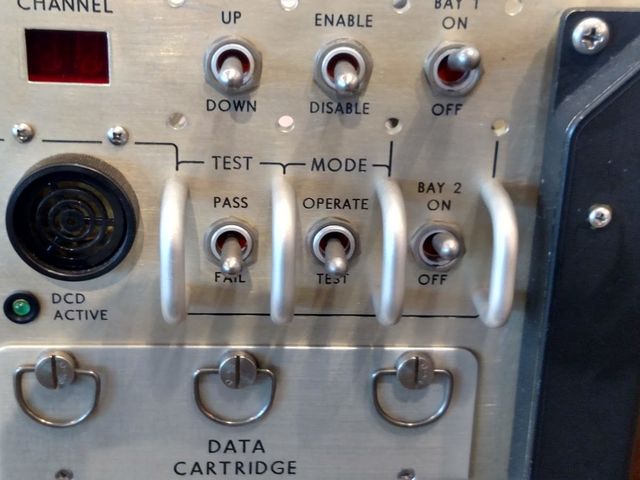 CHANNEL
UP
DOWN
ENABLE
DISABLE
BAY 1
ON
OFF
TEST
MODE
PASS
FAIL
OPERATE
TEST
BAY 2
ON
OFF
DCD
ACTIVE
DATA
CARTRIDGE